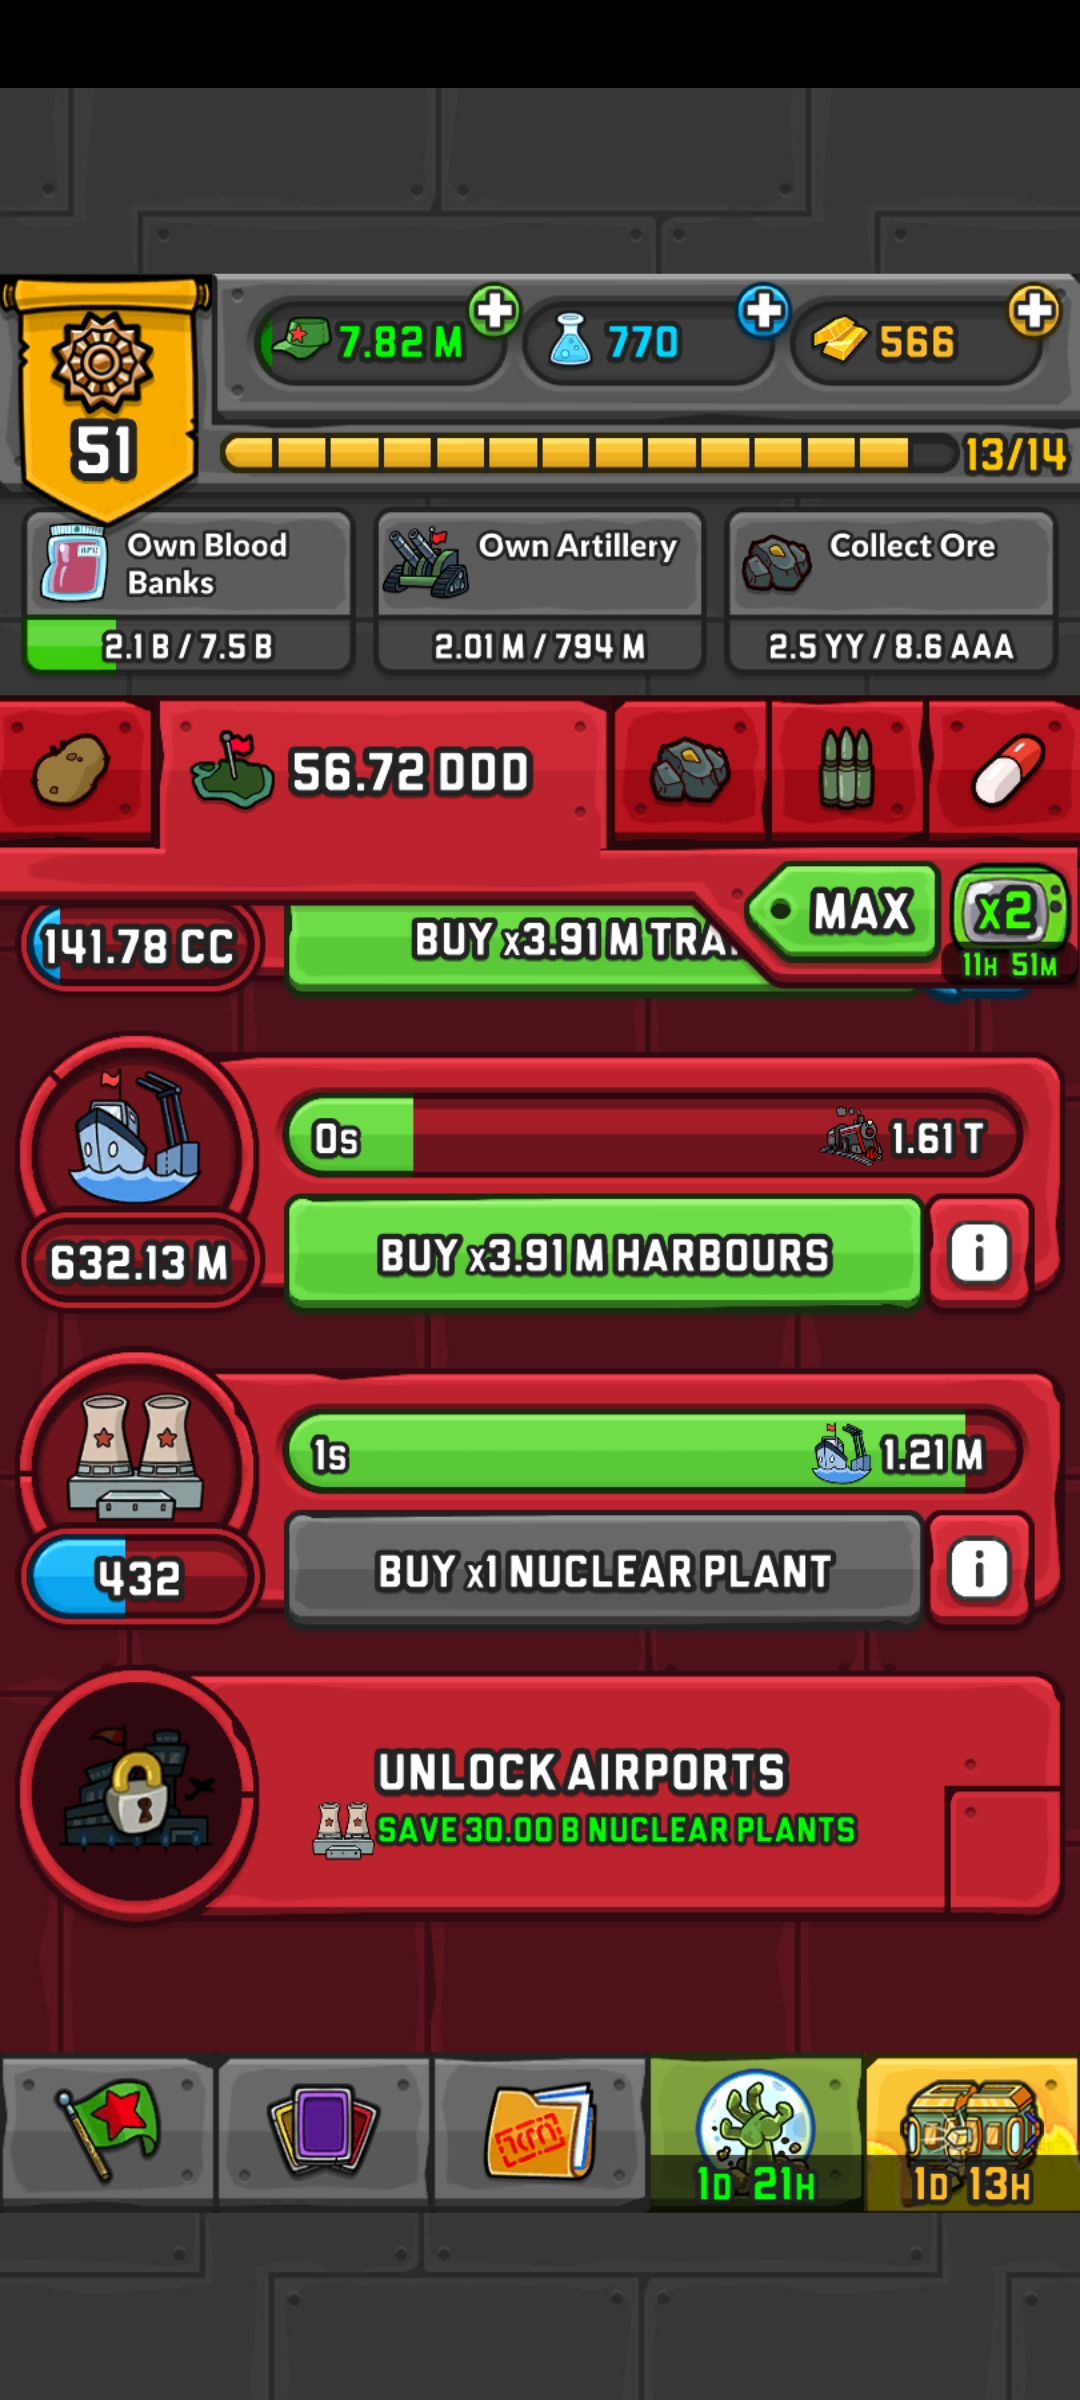 7.82 M
770
566
51
13/14
Own Blood
Banks
Own Artillery
Collect Ore
2.1 B / 7.5 B
2.01 M / 794 M
2.5 YY / 8.6 AAA
56.72 DDD
MAX
x2
11H 51M
141.78 CC
BUY x3.91 M TRA
0s
1.61 T
632.13 M
BUY x3.91 M HARBOURS
i
1s
1.21 M
432
BUY x1 NUCLEAR PLANT
i
UNLOCK AIRPORTS
SAVE 30.00 B NUCLEAR PLANTS
1D 21H
1D 13H